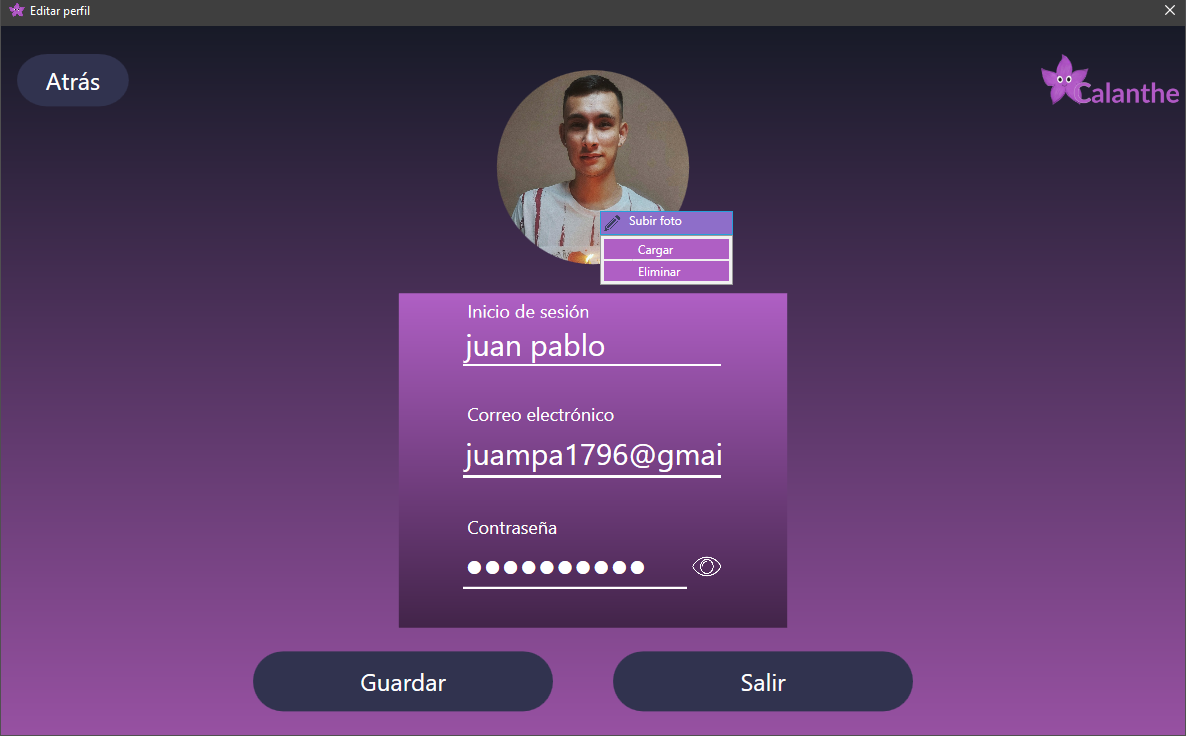 Editar perfil
Atrás
Calanthe
Subir foto
Cargar
Eliminar
Inicio de sesión
juan pablo
Correo electrónico
juampa1796@gmai
Contraseña
Guardar
Salir